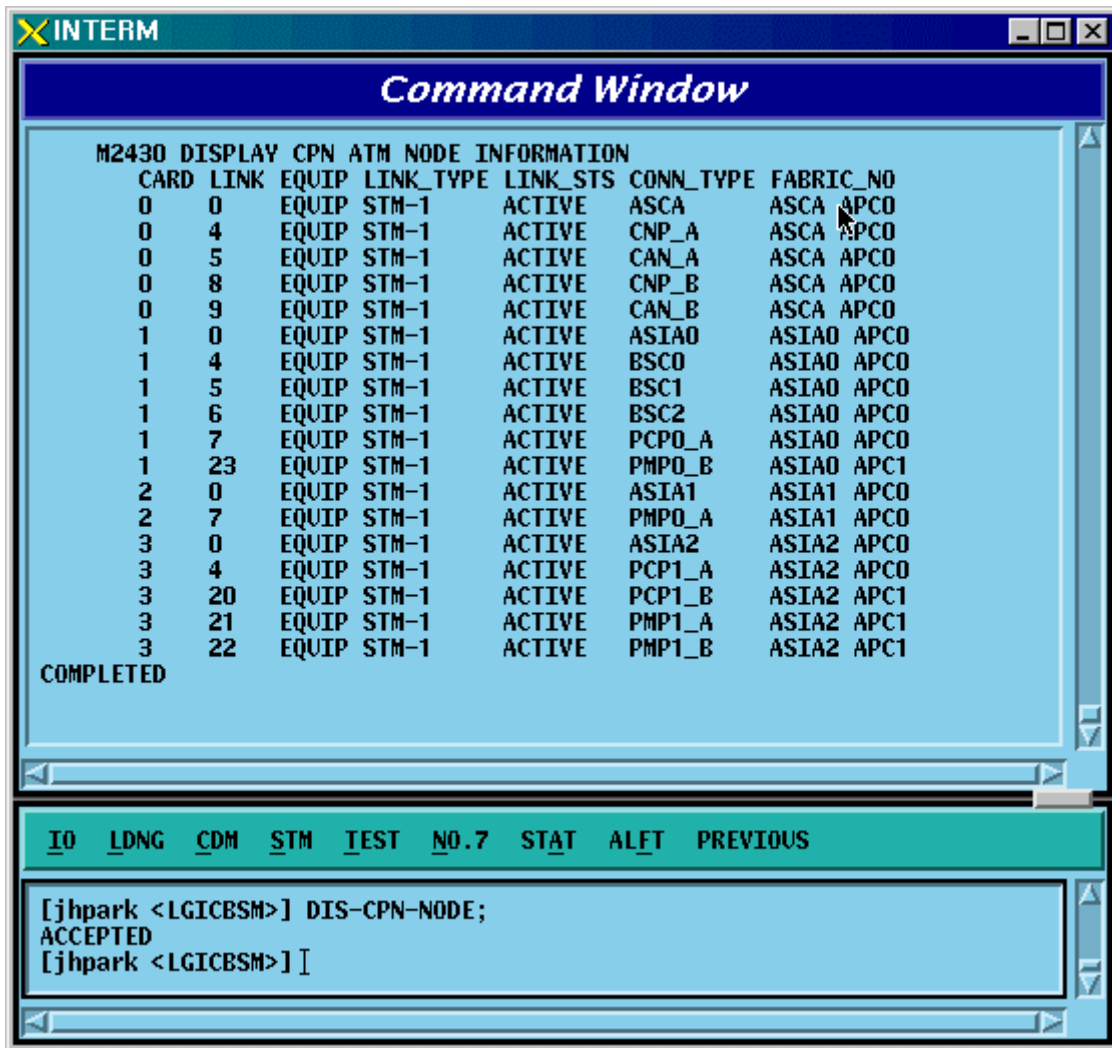 INTERM
Command Window
M2430 DISPLAY CPN ATM NODE INFORMATION
CARD LINK EQUIP LINK_TYPE LINK_STS CONN_TYPE FABRIC_NO
0 0 EQUIP STM-1 ACTIVE ASCA ASCA APC0
0 4 EQUIP STM-1 ACTIVE CNP_A ASCA APC0
0 5 EQUIP STM-1 ACTIVE CAN_A ASCA APC0
0 8 EQUIP STM-1 ACTIVE CNP_B ASCA APC0
0 9 EQUIP STM-1 ACTIVE CAN_B ASCA APC0
1 0 EQUIP STM-1 ACTIVE ASIA0 ASIA0 APC0
1 4 EQUIP STM-1 ACTIVE BSC0 ASIA0 APC0
1 5 EQUIP STM-1 ACTIVE BSC1 ASIA0 APC0
1 6 EQUIP STM-1 ACTIVE BSC2 ASIA0 APC0
1 7 EQUIP STM-1 ACTIVE PCP0_A ASIA0 APC0
1 23 EQUIP STM-1 ACTIVE PMP0_B ASIA0 APC1
2 0 EQUIP STM-1 ACTIVE ASIA1 ASIA1 APC0
2 7 EQUIP STM-1 ACTIVE PMP0_A ASIA1 APC0
3 0 EQUIP STM-1 ACTIVE ASIA2 ASIA2 APC0
3 4 EQUIP STM-1 ACTIVE PCP1_A ASIA2 APC0
3 20 EQUIP STM-1 ACTIVE PCP1_B ASIA2 APC1
3 21 EQUIP STM-1 ACTIVE PMP1_A ASIA2 APC1
3 22 EQUIP STM-1 ACTIVE PMP1_B ASIA2 APC1
COMPLETED
IO LDNG CDM STM TEST NO.7 STAT ALFT PREVIOUS
[jhpark <LGICBSM>] DIS-CPN-NODE;
ACCEPTED
[jhpark <LGICBSM>]